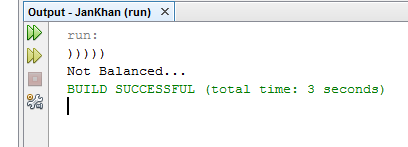 Output - JanKhan (run) ×
run:
)))))
Not Balanced...
BUILD SUCCESSFUL (total time: 3 seconds)